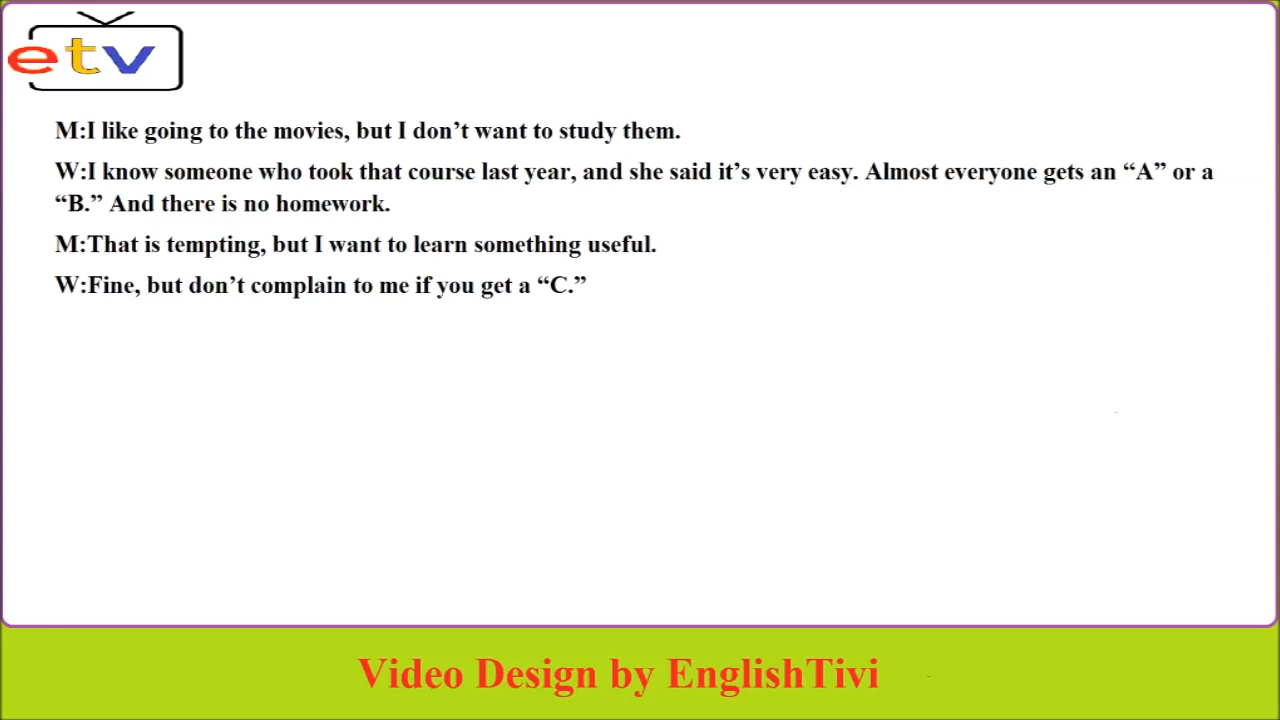 etv
M:I like going to the movies, but I don’t want to study them.
W:I know someone who took that course last year, and she said it’s very easy. Almost everyone gets an “A” or a
“B.” And there is no homework.
M:That is tempting, but I want to learn something useful.
W:Fine, but don’t complain to me if you get a “C.”
Video Design by EnglishTivi